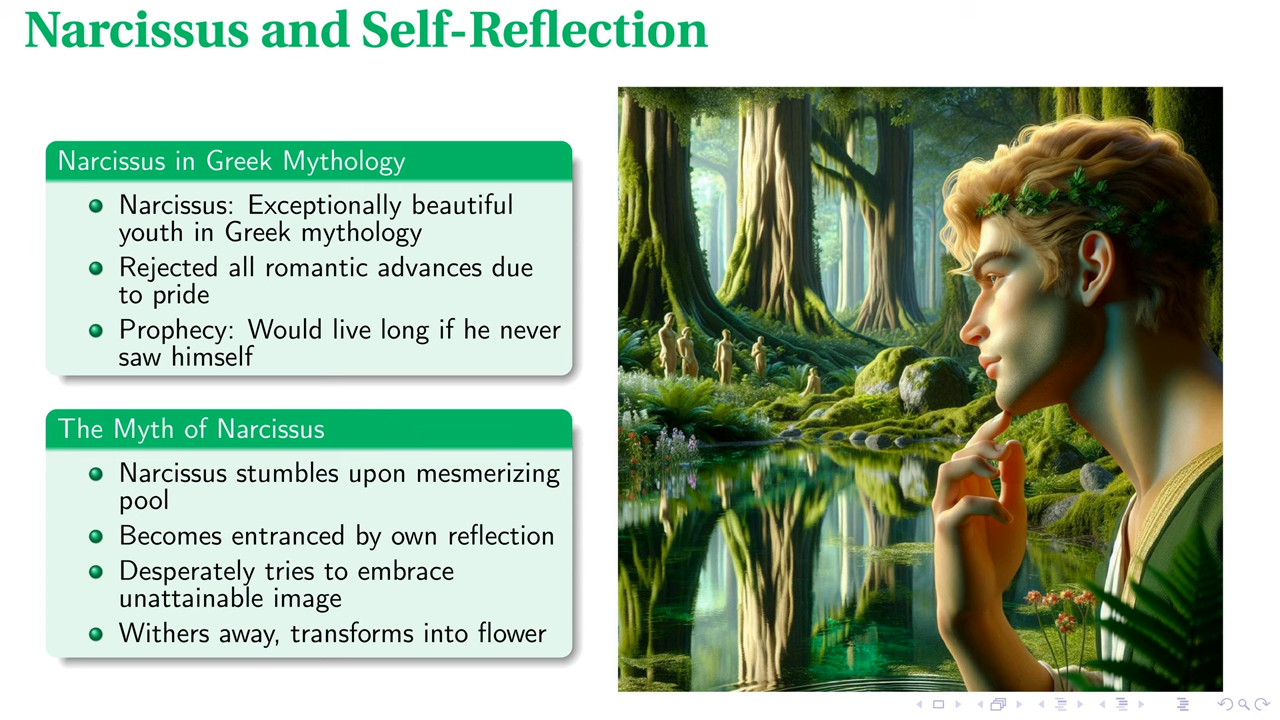 Narcissus and Self-Reflection
Narcissus in Greek Mythology
Narcissus: Exceptionally beautiful
youth in Greek mythology
Rejected all romantic advances due
to pride
Prophecy: Would live long if he never
saw himself
The Myth of Narcissus
Narcissus stumbles upon mesmerizing
pool
Becomes entranced by own reflection
Desperately tries to embrace
unattainable image
Withers away, transforms into flower